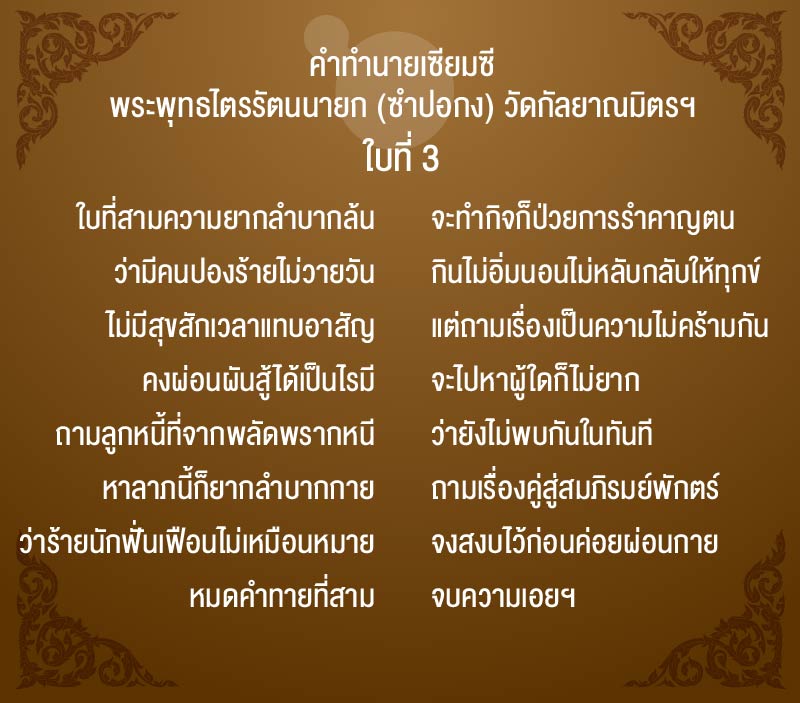 คำทำนายเซียมซี
พระพุทธไตรรัตนนายก (ซำปอกง) วัดกัลยาณมิตรฯ
ใบที่ 3
ใบที่สามความยากลำบากล้น จะทำกิจก็ป่วยการรำคาญตน
ว่ามีคนปองร้ายไม่วายวัน กินไม่อิ่มนอนไม่หลับกลับให้ทุกข์
ไม่มีสุขสักเวลาแทบอาสัญ แต่ถามเรื่องเป็นความไม่คร้ามกัน
คงผ่อนผันสู้ได้เป็นไรมี จะไปหาผู้ใดก็ไม่ยาก
ถามลูกหนี้ที่จากพลัดพรากหนี ว่ายังไม่พบกันในทันที
หาลาภนี้ก็ยากลำบากกาย ถามเรื่องคู่สู่สมภิรมย์พักตร์
ว่าร้ายนักฟั่นเฟือนไม่เหมือนหมาย จงสงบไว้ก่อนค่อยผ่อนกาย
หมดคำทายที่สาม จบความเอยฯ